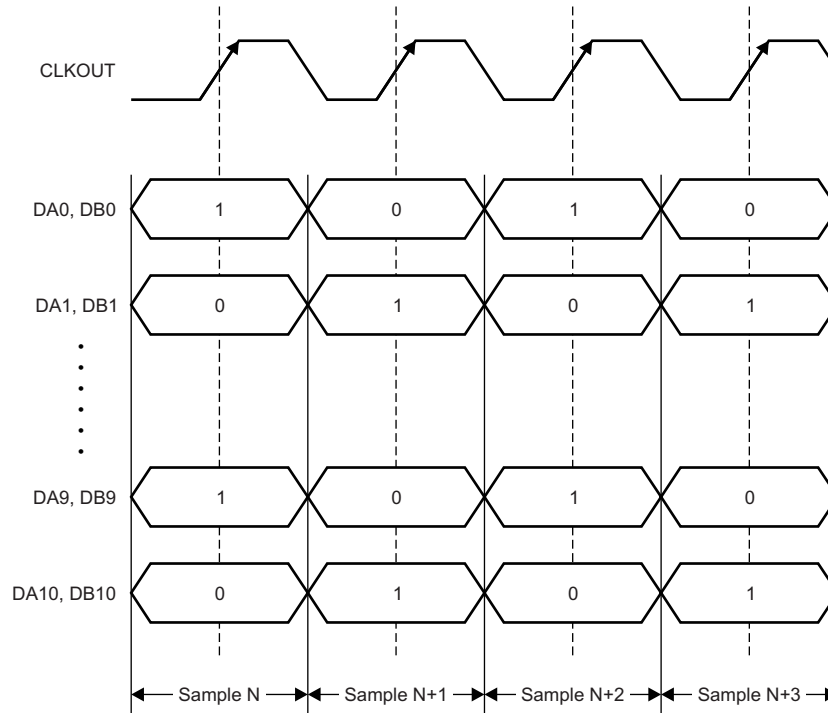 CLKOUT
DA0, DB0 1 0 1 0
DA1, DB1 0 1 0 1
DA9, DB9 1 0 1 0
DA10, DB10 0 1 0 1
Sample N Sample N+1 Sample N+2 Sample N+3